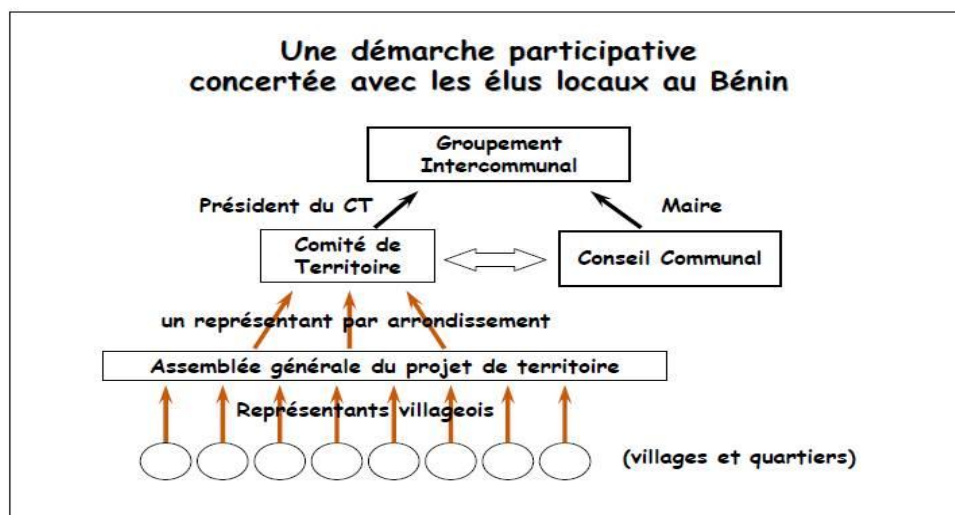 Une démarche participative
concertée avec les élus locaux au Bénin
Groupement
Intercommunal
Président du CT
Maire
Comité de
Territoire
Conseil Communal
un représentant par arrondissement
Assemblée générale du projet de territoire
Représentants villageois
(villages et quartiers)